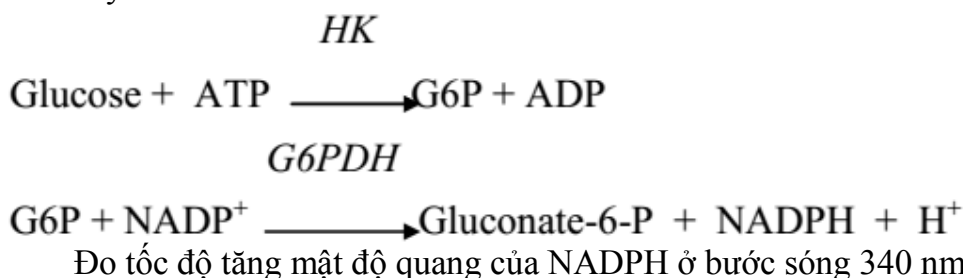 HK
Glucose + ATP ⟶ G6P + ADP
G6PDH
G6P + NADP⁺ ⟶ Gluconate-6-P + NADPH + H⁺
Đo tốc độ tăng mật độ quang của NADPH ở bước sóng 340 nm